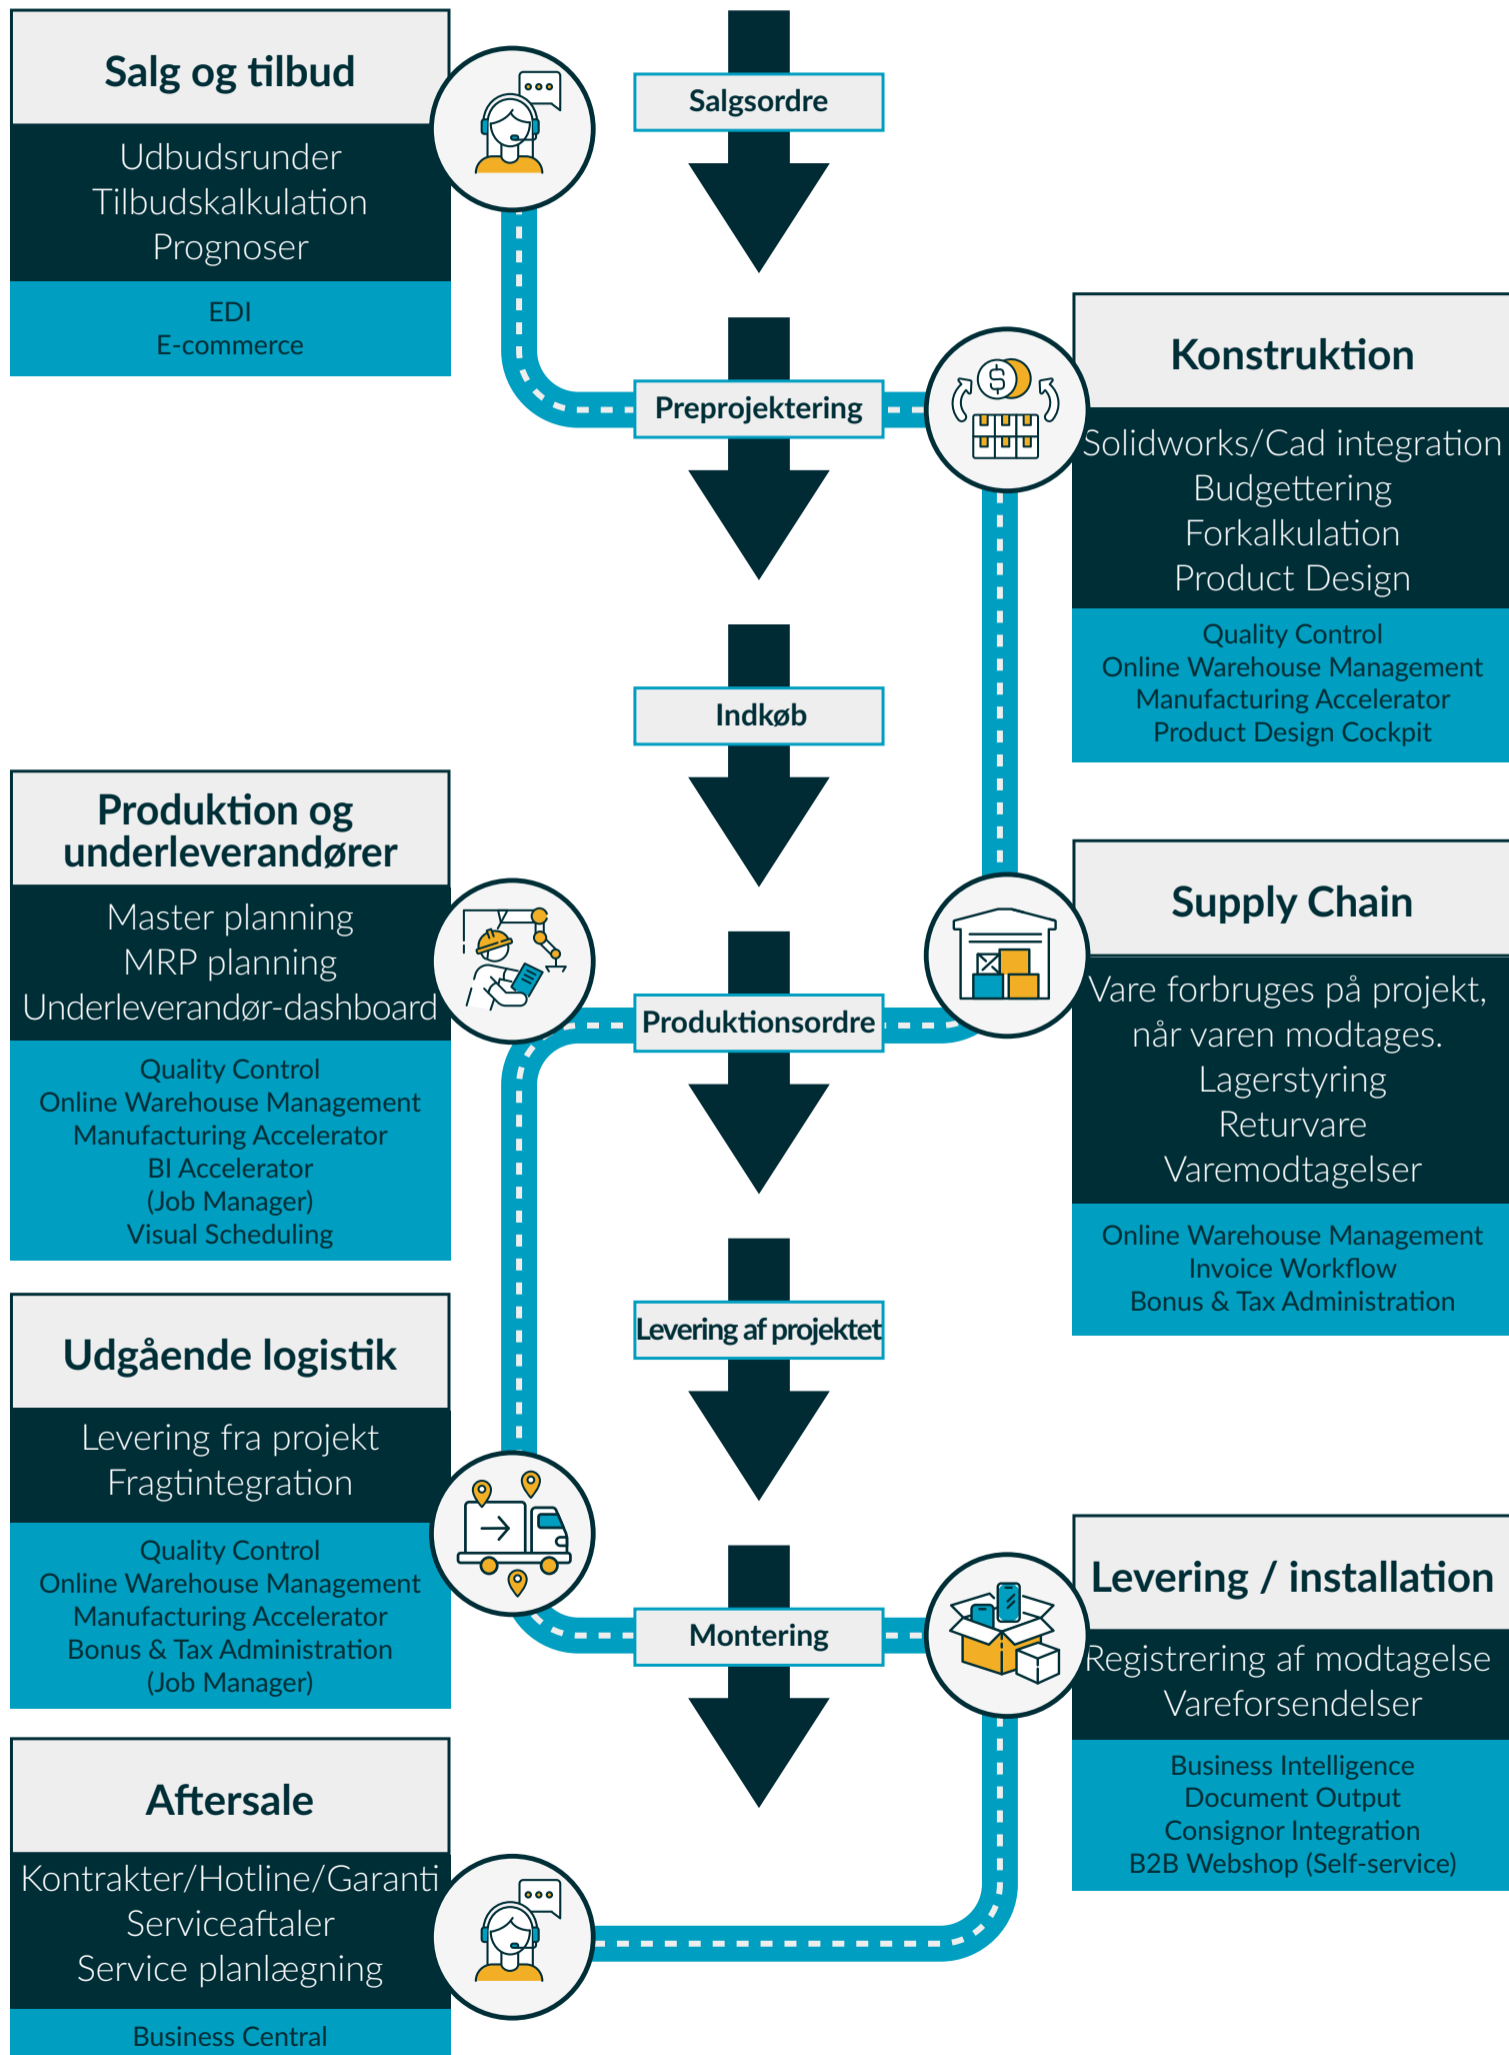 Salg og tilbud
Udbudsrunder
Tilbudskalkulation
Prognoser
EDI
E-commerce
Salgsordre
Preprojektering
Konstruktion
Solidworks/Cad integration
Budgettering
Forkalkulation
Product Design
Quality Control
Online Warehouse Management
Manufacturing Accelerator
Product Design Cockpit
Indkøb
Produktion og
underleverandører
Master planning
MRP planning
Underleverandør-dashboard
Quality Control
Online Warehouse Management
Manufacturing Accelerator
BI Accelerator
(Job Manager)
Visual Scheduling
Produktionsordre
Supply Chain
Vare forbruges på projekt,
når varen modtages.
Lagerstyring
Returvare
Varemodtagelser
Online Warehouse Management
Invoice Workflow
Bonus & Tax Administration
Levering af projektet
Udgående logistik
Levering fra projekt
Fragtintegration
Quality Control
Online Warehouse Management
Manufacturing Accelerator
Bonus & Tax Administration
(Job Manager)
Montering
Levering / installation
Registrering af modtagelse
Vareforsendelser
Business Intelligence
Document Output
Consignor Integration
B2B Webshop (Self-service)
Aftersale
Kontrakter/Hotline/Garanti
Serviceaftaler
Service planlægning
Business Central